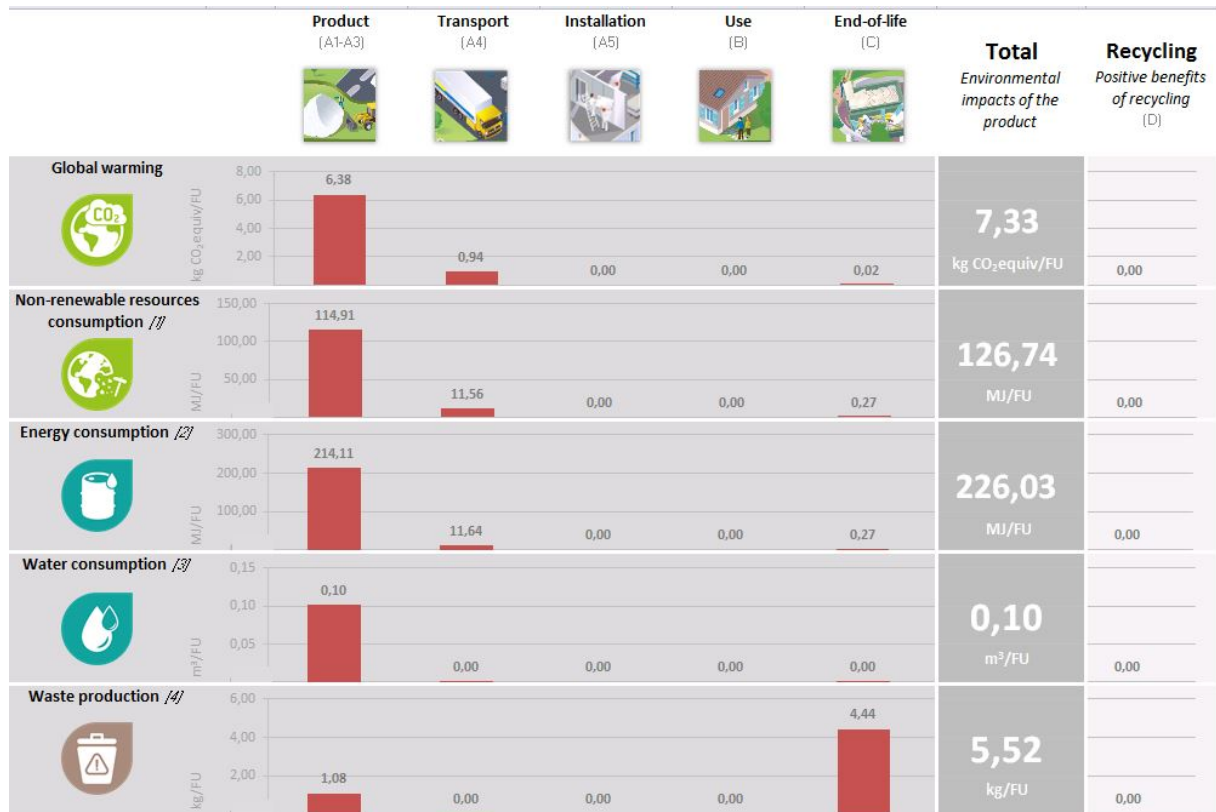 Product
(A1-A3)
Transport
(A4)
Installation
(A5)
Use
(B)
End-of-life
(C)
Total
Environmental
impacts of the
product
Recycling
Positive benefits
of recycling
(D)
Global warming
CO₂
kg CO₂equiv/FU
8,00
6,00
4,00
2,00
6,38
0,94
0,00
0,00
0,02
7,33
kg CO₂equiv/FU
0,00
Non-renewable resources
consumption [1]
MJ/FU
150,00
100,00
50,00
114,91
11,56
0,00
0,00
0,27
126,74
MJ/FU
0,00
Energy consumption [2]
MJ/FU
300,00
200,00
100,00
214,11
11,64
0,00
0,00
0,27
226,03
MJ/FU
0,00
Water consumption [3]
m³/FU
0,15
0,10
0,05
0,10
0,00
0,00
0,00
0,00
0,10
m³/FU
0,00
Waste production [4]
kg/FU
6,00
4,00
2,00
1,08
0,00
0,00
0,00
4,44
5,52
kg/FU
0,00